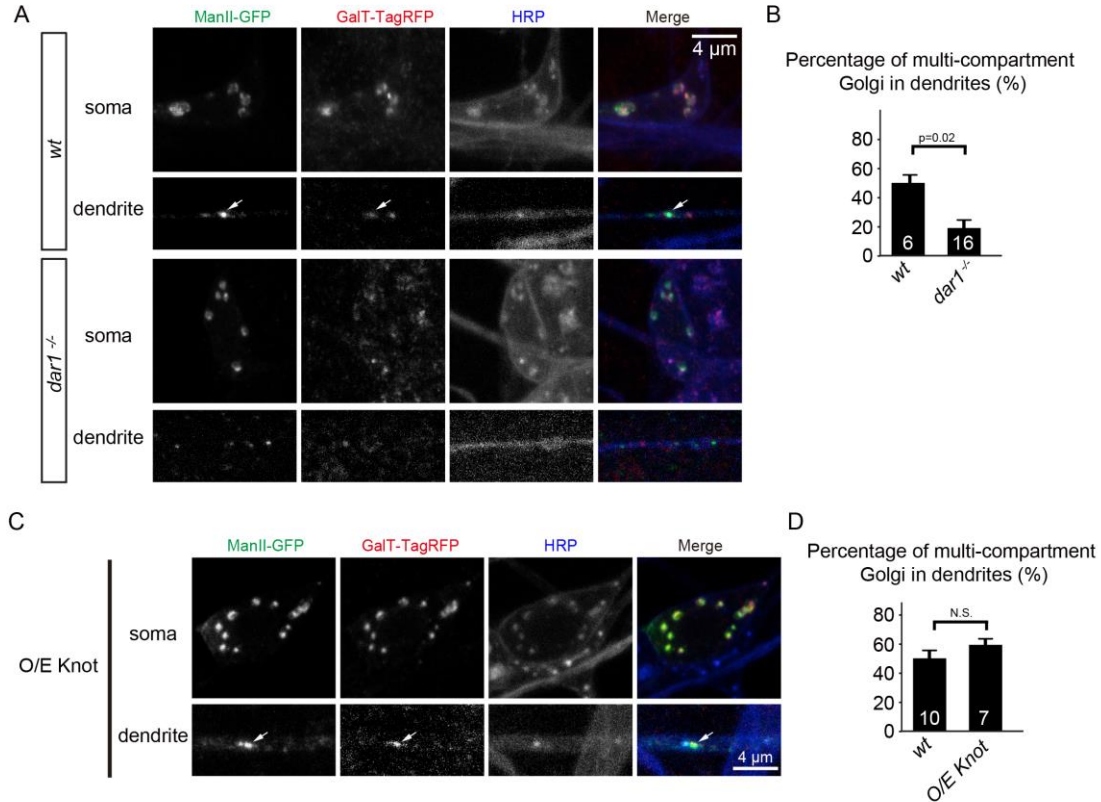 A
ManII-GFP GalT-TagRFP HRP Merge
4 µm
wt
soma
dendrite
dar1 -/-
soma
dendrite
B
Percentage of multi-compartment
Golgi in dendrites (%)
p=0.02
80
60
40
20
0
6 16
wt dar1-/-
C
ManII-GFP GalT-TagRFP HRP Merge
O/E Knot
soma
dendrite
4 µm
D
Percentage of multi-compartment
Golgi in dendrites (%)
N.S.
80
60
40
20
0
10 7
wt O/E Knot